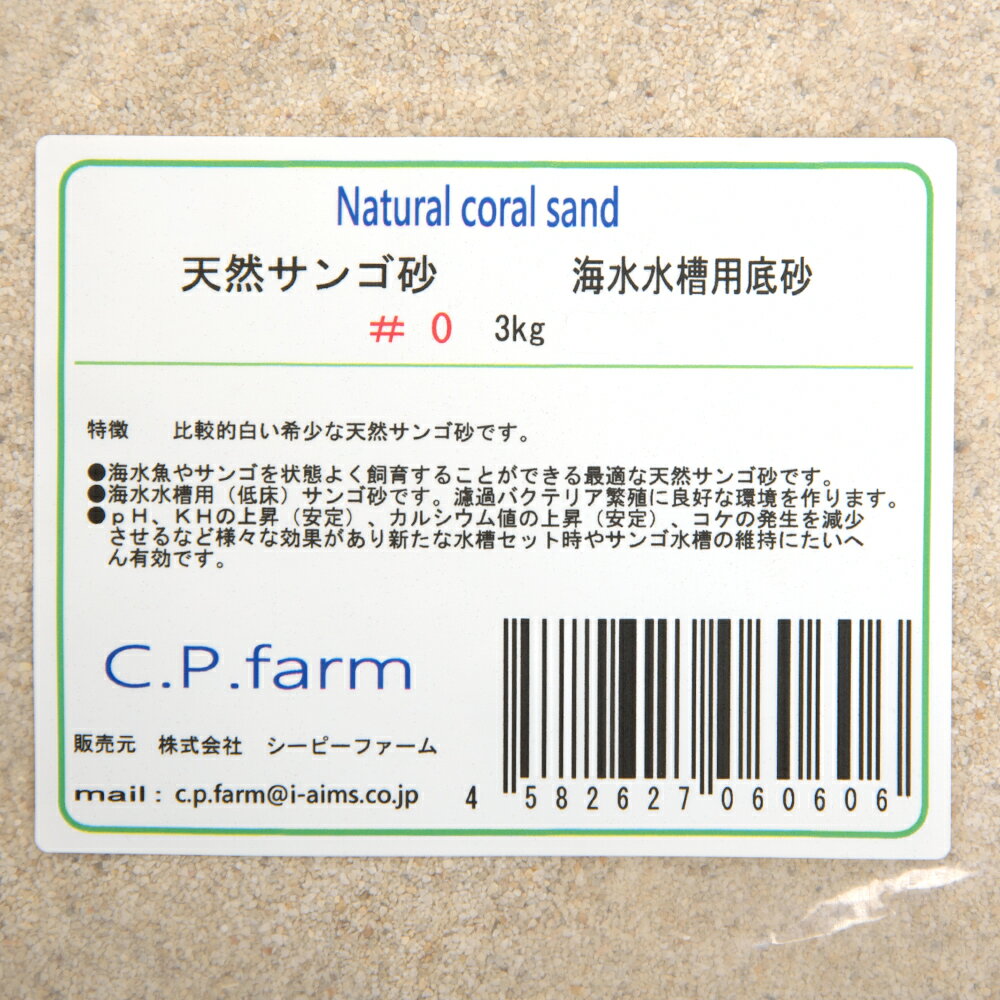 Natural coral sand
天然サンゴ砂 海水水槽用底砂
# 0 3kg
特徴 比較的白い希少な天然サンゴ砂です。
●海水魚やサンゴを状態よく飼育することができる最適な天然サンゴ砂です。
●海水水槽用（低床）サンゴ砂です。濾過バクテリア繁殖に良好な環境を作ります。
●ｐＨ、ＫＨの上昇（安定）、カルシウム値の上昇（安定）、コケの発生を減少
させるなど様々な効果があり新たな水槽セット時やサンゴ水槽の維持にたいへ
ん有効です。
C.P.farm
販売元 株式会社 シーピーファーム
mail : c.p.farm@i-aims.co.jp
4 582627 060606